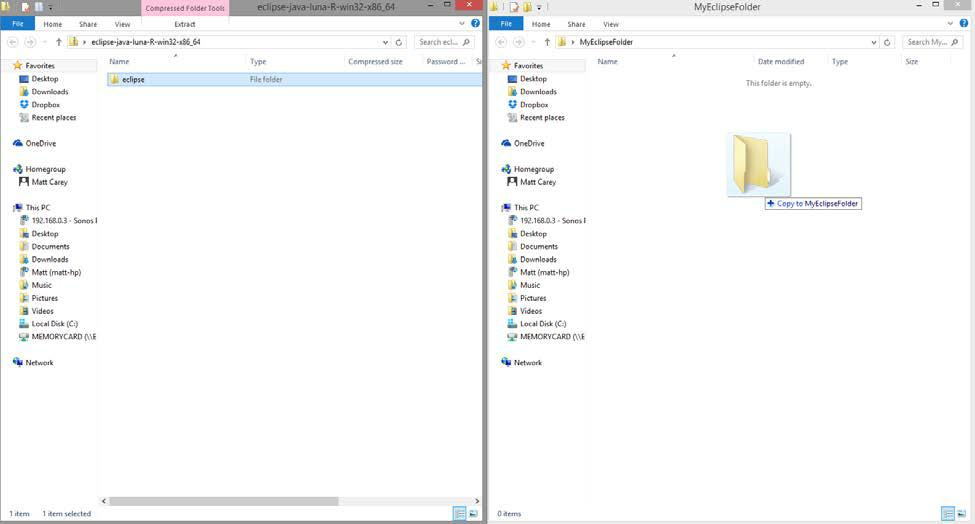 Compressed Folder Tools
eclipse-java-luna-R-win32-x86_64
File Home Share View Extract
eclipse-java-luna-R-win32-x86_64
Search ecl...
Name Type Compressed size Password ...
eclipse File folder
Favorites
Desktop
Downloads
Dropbox
Recent places
OneDrive
Homegroup
Matt Carey
This PC
192.168.0.3 - Sonos
Desktop
Documents
Downloads
Matt (matt-hp)
Music
Pictures
Videos
Local Disk (C:)
MEMORYCARD (\\E
Network
1 item 1 item selected
MyEclipseFolder
File Home Share View
MyEclipseFolder
Search My...
Name Date modified Type Size
This folder is empty.
Copy to MyEclipseFolder
Favorites
Desktop
Downloads
Dropbox
Recent places
OneDrive
Homegroup
Matt Carey
This PC
192.168.0.3 - Sonos
Desktop
Documents
Downloads
Matt (matt-hp)
Music
Pictures
Videos
Local Disk (C:)
MEMORYCARD (\\E
Network
0 items